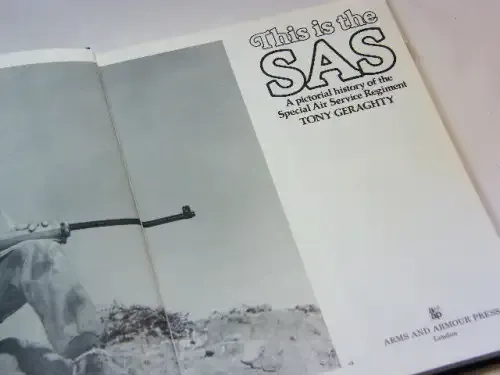 This is the
SAS
A pictorial history of the
Special Air Service Regiment
TONY GERAGHTY
ARMS AND ARMOUR PRESS
London